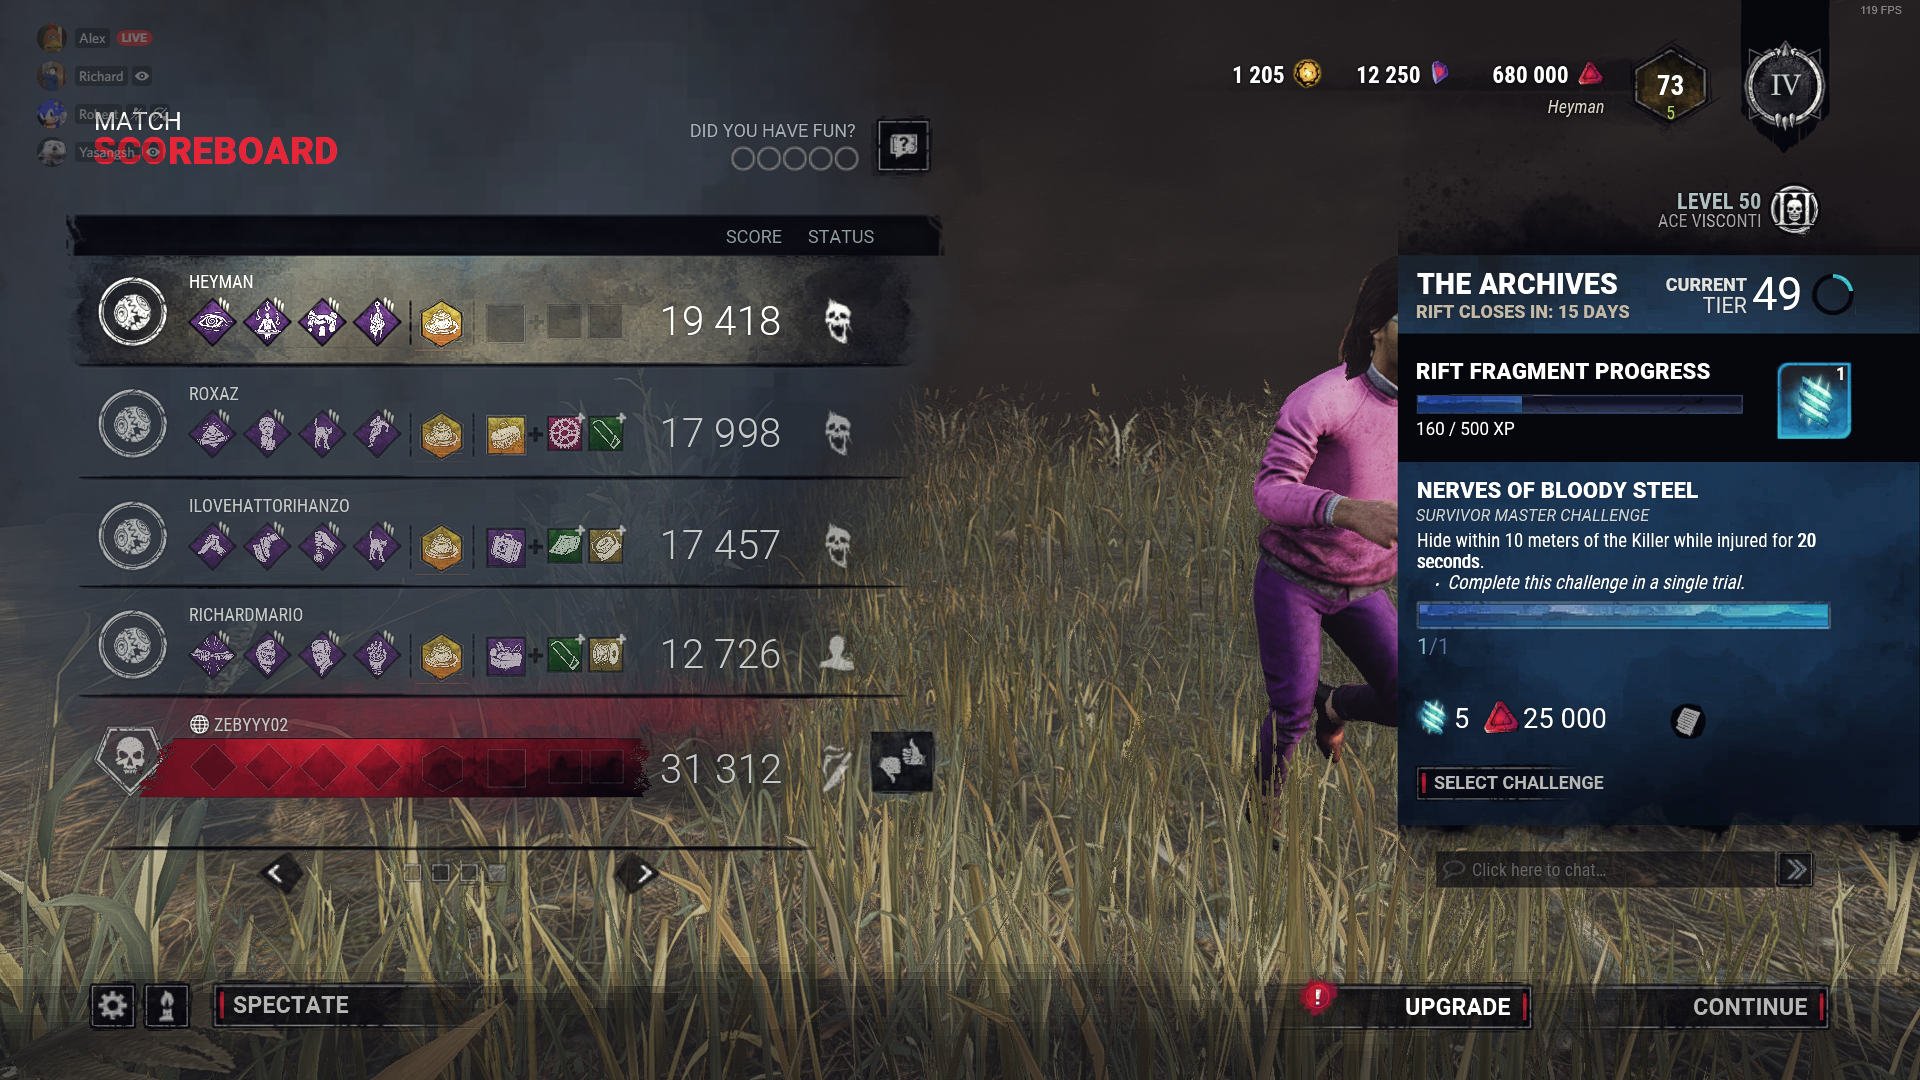 119 FPS
Alex LIVE
Richard
Yasangsh
MATCH
SCOREBOARD
DID YOU HAVE FUN?
1 205
12 250
680 000
Heyman
73
5
IV
LEVEL 50
ACE VISCONTI
III
SCORE STATUS
HEYMAN
19 418
ROXAZ
17 998
ILOVEHATTORIHANZO
17 457
RICHARDMARIO
12 726
ZEBYYY02
31 312
THE ARCHIVES
RIFT CLOSES IN: 15 DAYS
CURRENT
TIER 49
RIFT FRAGMENT PROGRESS
1
160 / 500 XP
NERVES OF BLOODY STEEL
SURVIVOR MASTER CHALLENGE
Hide within 10 meters of the Killer while injured for 20
seconds.
• Complete this challenge in a single trial.
1/1
5
25 000
SELECT CHALLENGE
Click here to chat...
SPECTATE
UPGRADE
CONTINUE